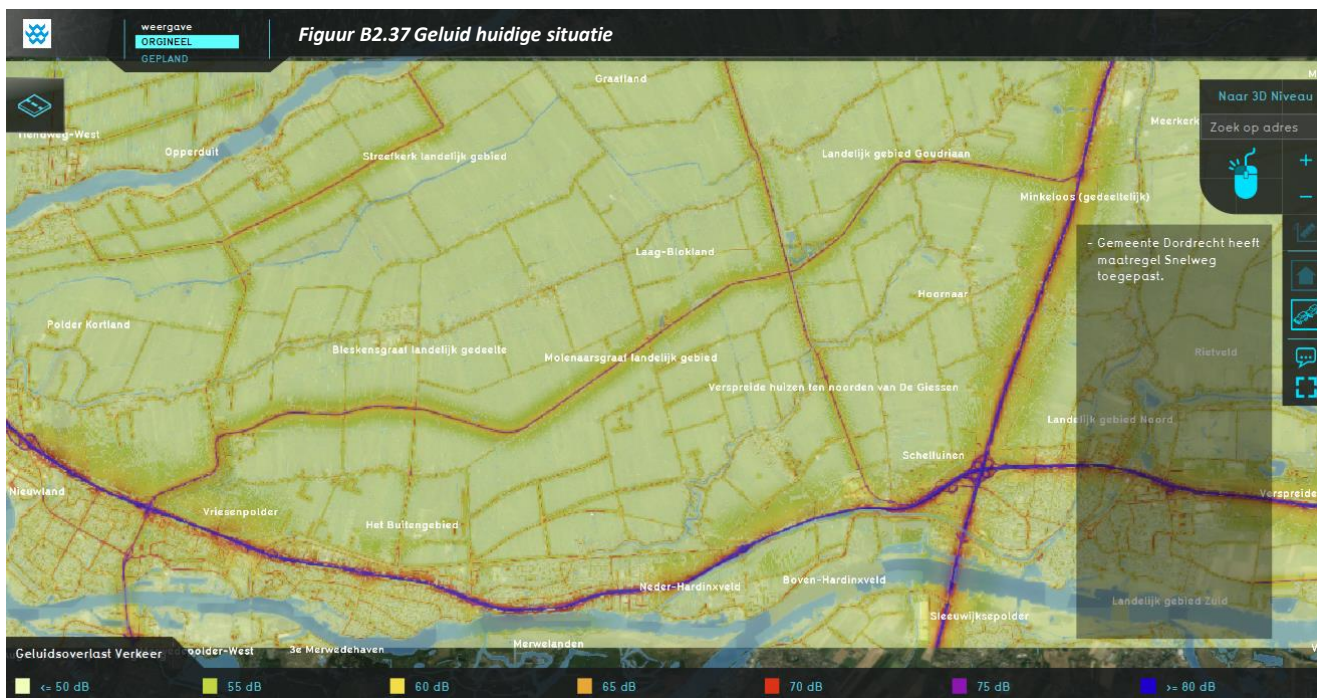 weergave
ORGINEEL
GEPLAND
Figuur B2.37 Geluid huidige situatie
Graafland
Naar 3D Niveau
Meerkerk
Zoek op adres
Tiendweg-West
Opperduit
Streefkerk landelijk gebied
Landelijk gebied Goudriaan
Minkeloos (gedeeltelijk)
+
–
- Gemeente Dordrecht heeft
maatregel Snelweg
toegepast.
Laag-Blokland
Hoornaar
Polder Kortland
Bleskensgraaf landelijk gedeelte
Molenaarsgraaf landelijk gebied
Rietveld
Verspreide huizen ten noorden van De Giessen
Landelijk gebied Noord
Schelluinen
Nieuwland
Verspreide
Vriesenpolder
Het Buitengebied
Neder-Hardinxveld
Boven-Hardinxveld
Landelijk gebied Zuid
Sleeuwijksepolder
Merwelanden
Geluidsoverlast Verkeer
polder-West
3e Merwedehaven
<= 50 dB
55 dB
60 dB
65 dB
70 dB
75 dB
>= 80 dB